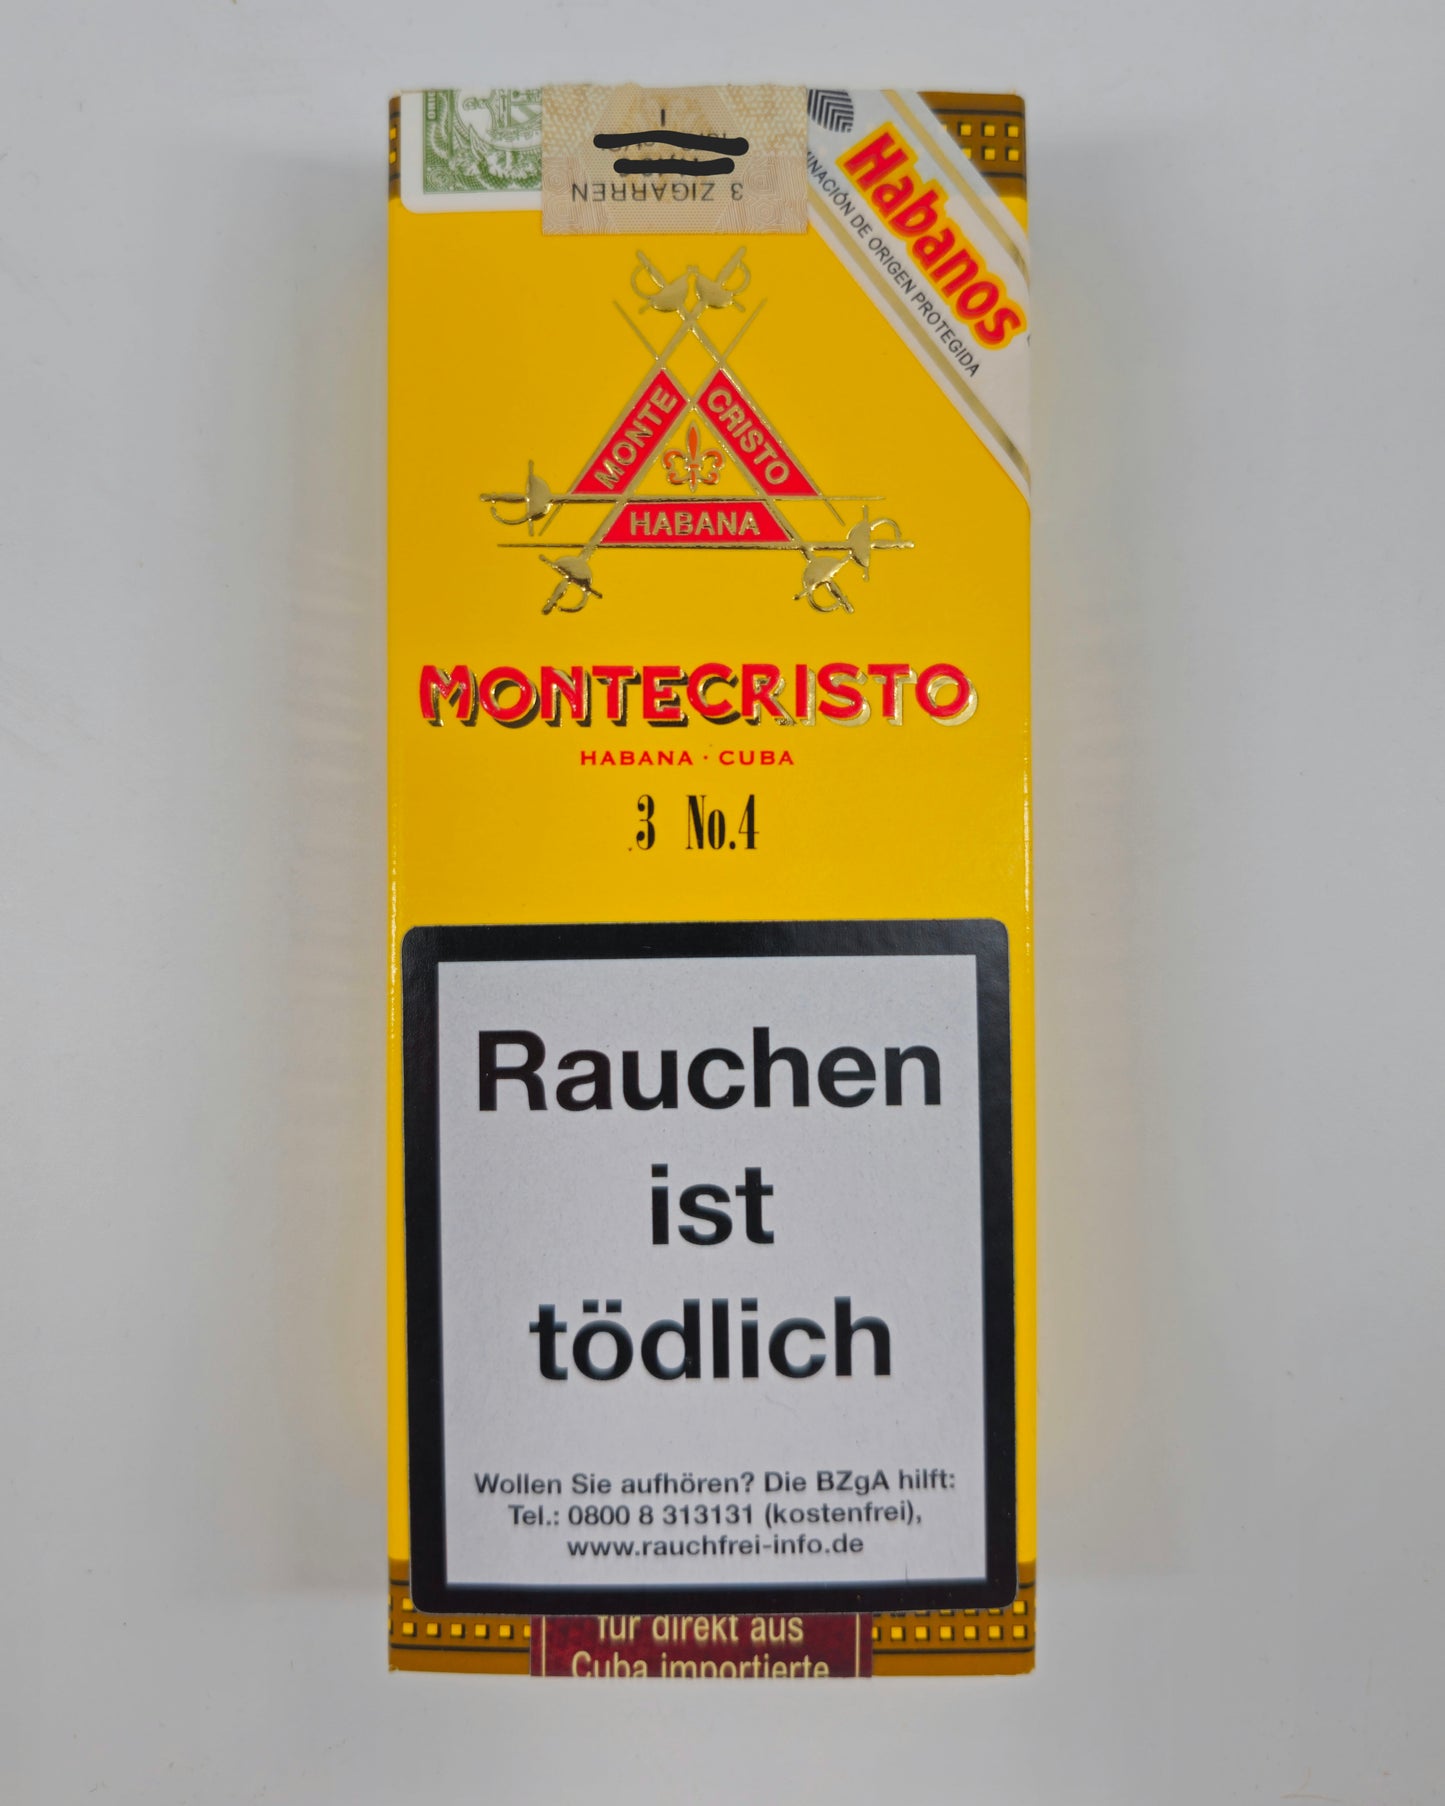 3 ZIGARREN
Habanos
DE ORIGEN PROTEGIDA
MONTE
CRISTO
HABANA
MONTECRISTO
HABANA · CUBA
3 No.4
Rauchen
ist
tödlich
Wollen Sie aufhören? Die BZgA hilft:
Tel.: 0800 8 313131 (kostenfrei),
www.rauchfrei-info.de
für direkt aus
Cuba importierte